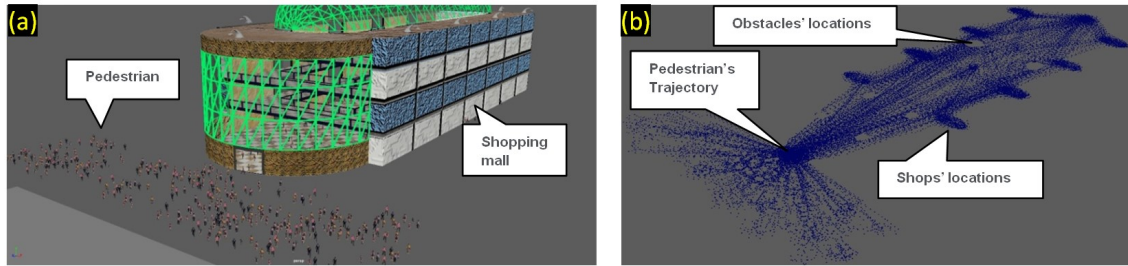 (a)
Pedestrian
Shopping
mall
(b)
Obstacles' locations
Pedestrian's
Trajectory
Shops' locations